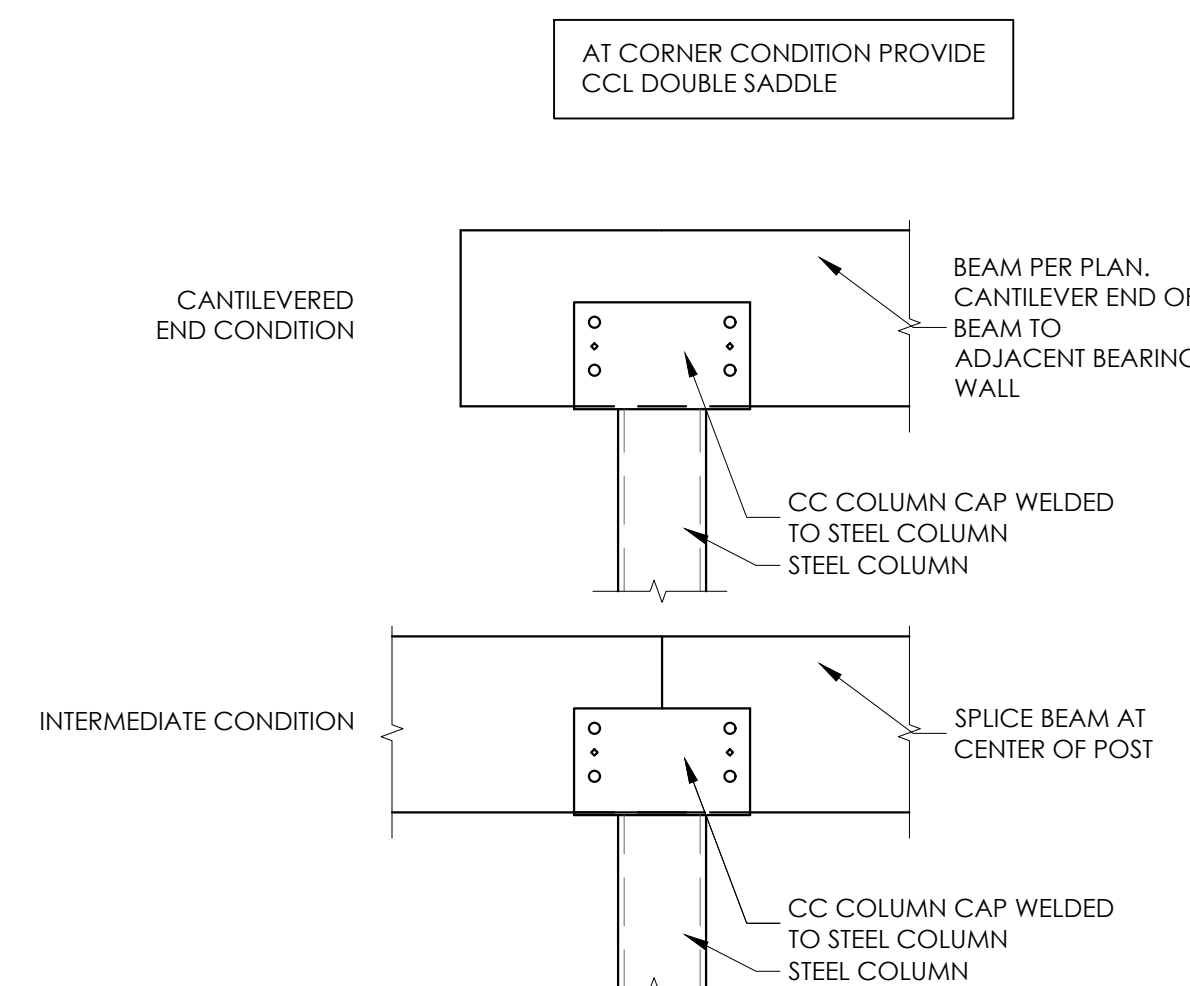 AT CORNER CONDITION PROVIDE
CCL DOUBLE SADDLE
CANTILEVERED
END CONDITION
BEAM PER PLAN.
CANTILEVER END OF
BEAM TO
ADJACENT BEARING
WALL
CC COLUMN CAP WELDED
TO STEEL COLUMN
STEEL COLUMN
INTERMEDIATE CONDITION
SPLICE BEAM AT
CENTER OF POST
CC COLUMN CAP WELDED
TO STEEL COLUMN
STEEL COLUMN